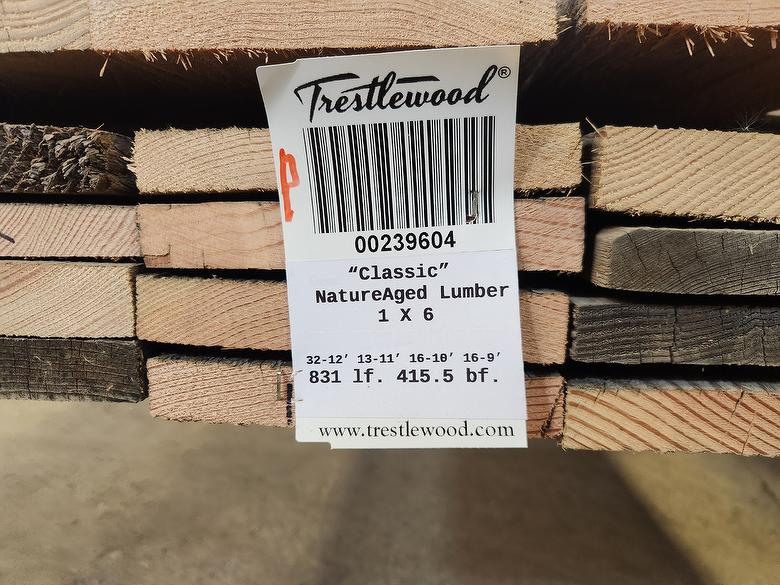 Trestlewood®
00239604
“Classic”
NatureAged Lumber
1 X 6
32-12’ 13-11’ 16-10’ 16-9’
831 lf. 415.5 bf.
www.trestlewood.com